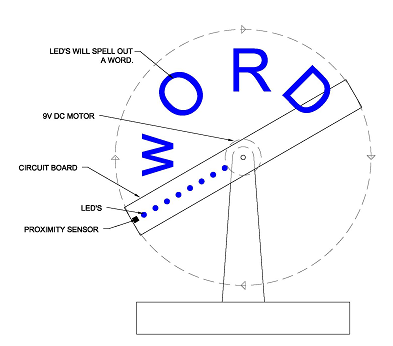 LED'S WILL SPELL OUT
A WORD.
W O R D
9V DC MOTOR
CIRCUIT BOARD
LED'S
PROXIMITY SENSOR